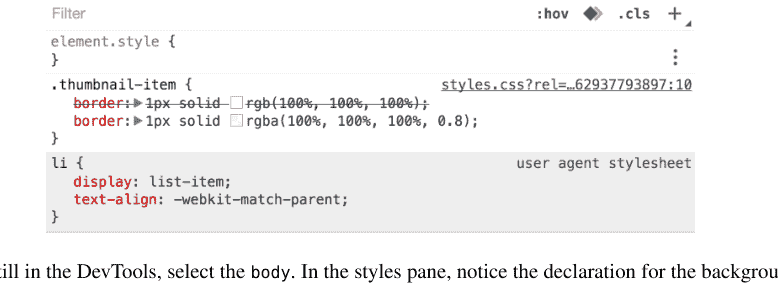 Filter :hov .cls +
element.style {
}
.thumbnail-item { styles.css?rel=…62937793897:10
border: 1px solid rgb(100%, 100%, 100%);
border: 1px solid rgba(100%, 100%, 100%, 0.8);
}
li { user agent stylesheet
display: list-item;
text-align: -webkit-match-parent;
}
till in the DevTools, select the body. In the styles pane, notice the declaration for the backgrou